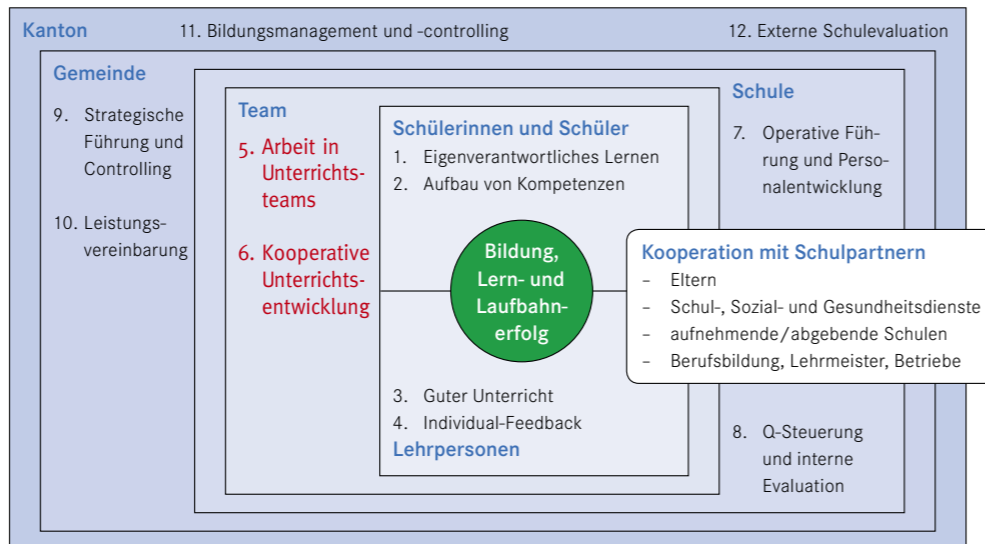 Kanton
11. Bildungsmanagement und -controlling
12. Externe Schulevaluation
Gemeinde
9. Strategische
Führung und
Controlling
10. Leistungs-
vereinbarung
Team
5. Arbeit in
Unterrichts-
teams
6. Kooperative
Unterrichts-
entwicklung
Schülerinnen und Schüler
1. Eigenverantwortliches Lernen
2. Aufbau von Kompetenzen
Bildung,
Lern- und
Laufbahn-
erfolg
3. Guter Unterricht
4. Individual-Feedback
Lehrpersonen
Schule
7. Operative Füh-
rung und Perso-
nalentwicklung
Kooperation mit Schulpartnern
– Eltern
– Schul-, Sozial- und Gesundheitsdienste
– aufnehmende/abgebende Schulen
– Berufsbildung, Lehrmeister, Betriebe
8. Q-Steuerung
und interne
Evaluation